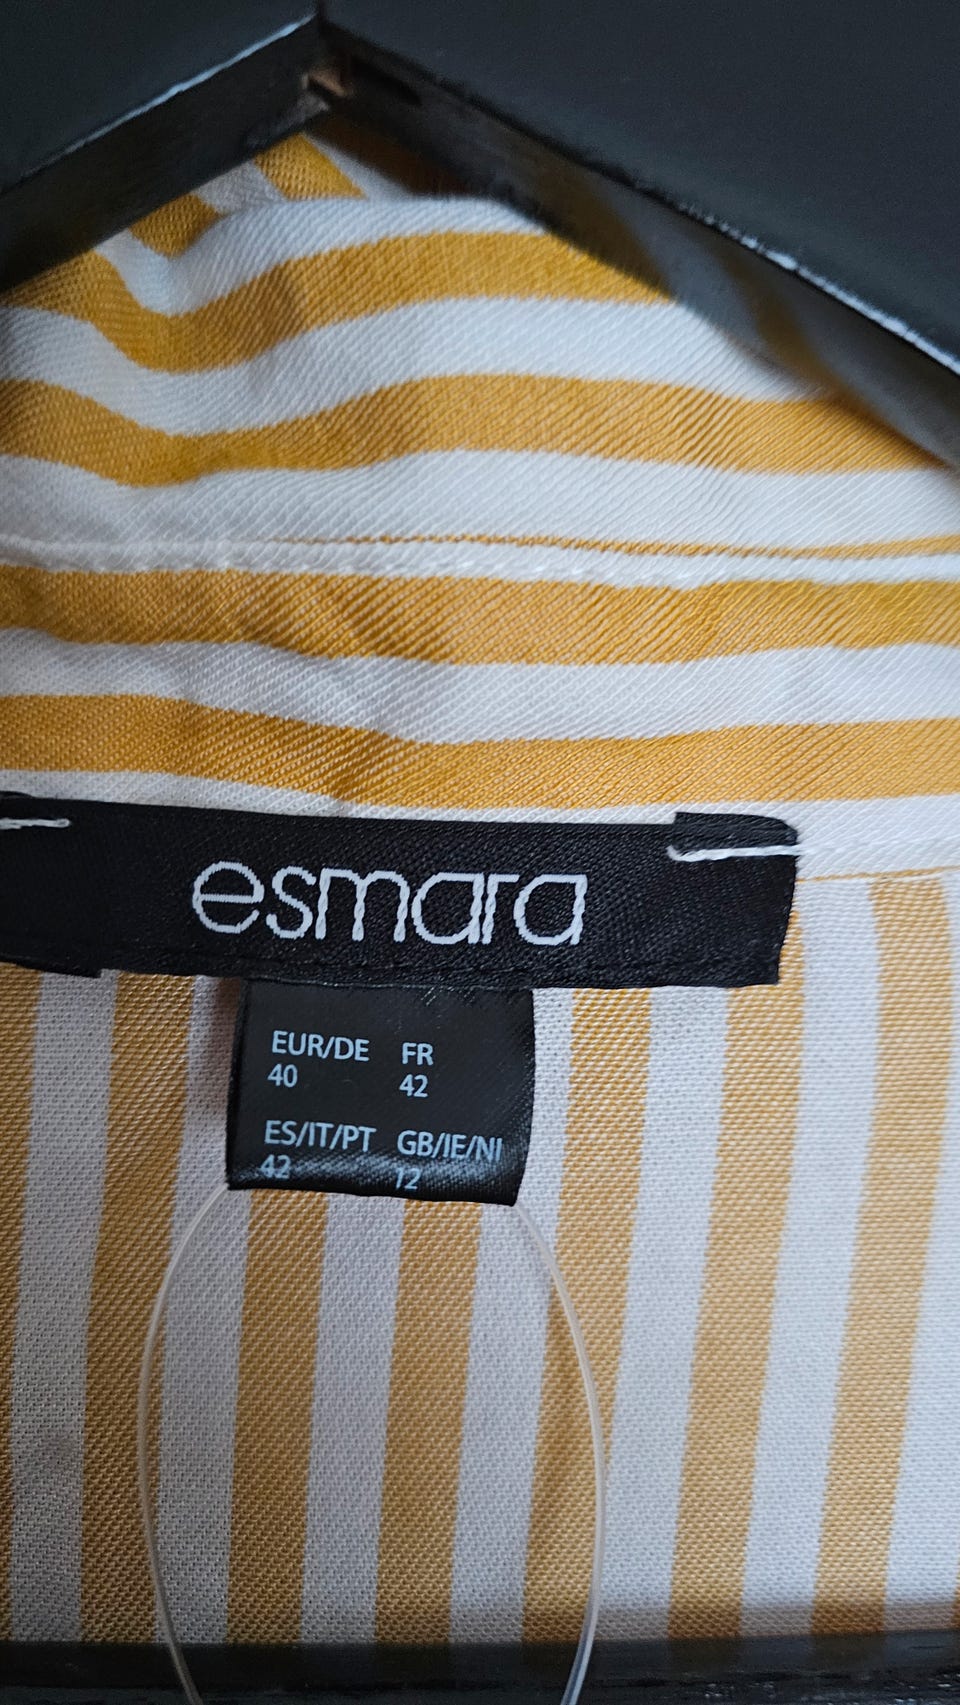 esmara
EUR/DE FR
40 42
ES/IT/PT GB/IE/NI
42 12